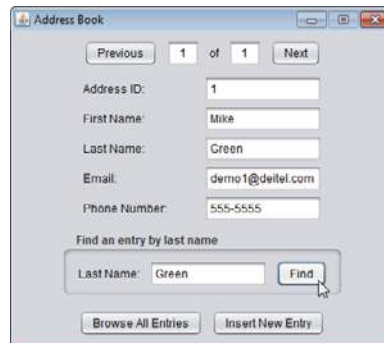 Address Book
Previous 1 of 1 Next
Address ID: 1
First Name: Mike
Last Name: Green
Email: demo1@deitel.com
Phone Number: 555-5555
Find an entry by last name
Last Name: Green Find
Browse All Entries Insert New Entry